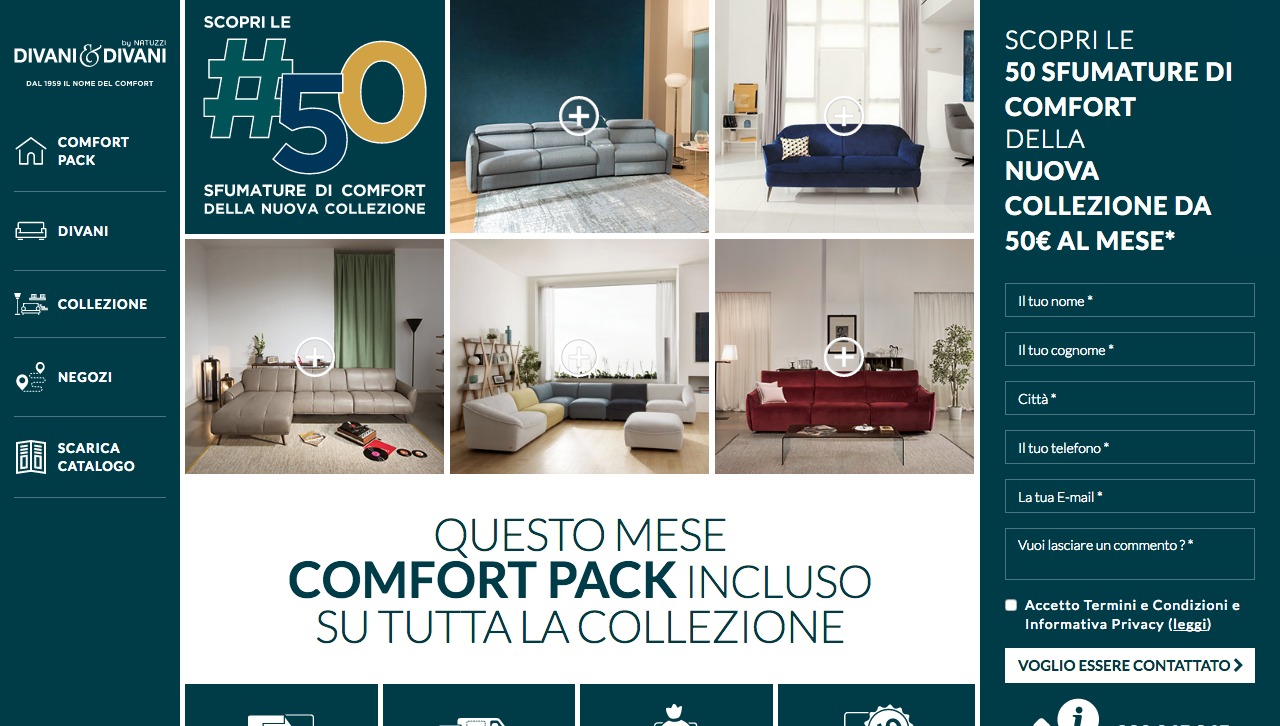 by NATUZZI
DIVANI&DIVANI
DAL 1959 IL NOME DEL COMFORT
COMFORT
PACK
DIVANI
COLLEZIONE
NEGOZI
SCARICA
CATALOGO
SCOPRI LE
#50
SFUMATURE DI COMFORT
DELLA NUOVA COLLEZIONE
QUESTO MESE
COMFORT PACK INCLUSO
SU TUTTA LA COLLEZIONE
SCOPRI LE
50 SFUMATURE DI
COMFORT
DELLA
NUOVA
COLLEZIONE DA
50€ AL MESE*
Il tuo nome *
Il tuo cognome *
Città *
Il tuo telefono *
La tua E-mail *
Vuoi lasciare un commento ? *
Accetto Termini e Condizioni e
Informativa Privacy (leggi)
VOGLIO ESSERE CONTATTATO